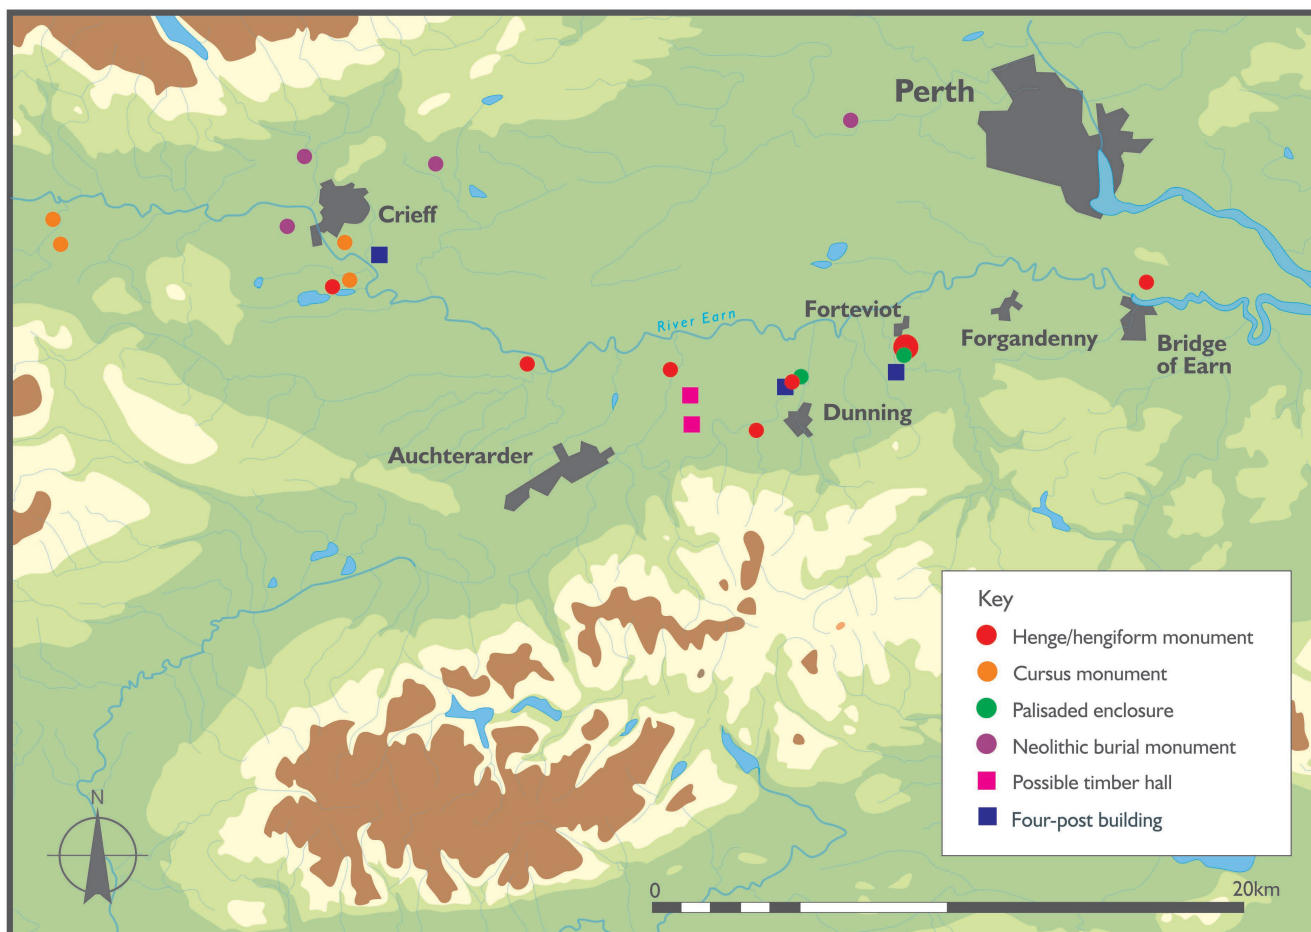 Perth
Crieff
River Earn
Forteviot
Forgandenny
Bridge
of Earn
Dunning
Auchterarder
Key
Henge/hengiform monument
Cursus monument
Palisaded enclosure
Neolithic burial monument
Possible timber hall
Four-post building
N
0
20km